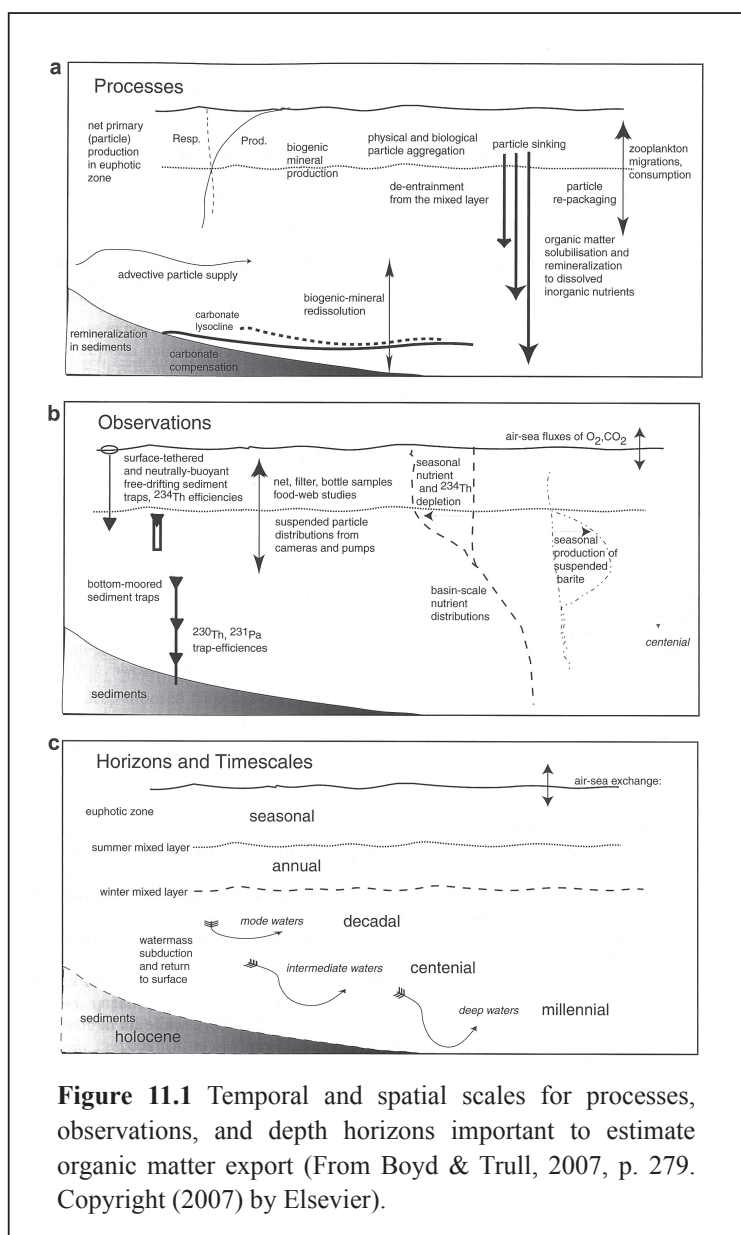 a
Processes
net primary
(particle)
production
in euphotic
zone
Resp.
Prod.
biogenic
mineral
production
physical and biological
particle aggregation
particle sinking
zooplankton
migrations,
consumption
de-entrainment
from the mixed layer
particle
re-packaging
organic matter
solubilisation and
remineralization
to dissolved
inorganic nutrients
advective particle supply
biogenic-mineral
redissolution
carbonate
lysocline
remineralization
in sediments
carbonate
compensation
b
Observations
air-sea fluxes of O2,CO2
surface-tethered
and neutrally-buoyant
free-drifting sediment
traps, 234Th efficiencies
net, filter, bottle samples
food-web studies
seasonal
nutrient
and 234Th
depletion
suspended particle
distributions from
cameras and pumps
seasonal
production of
suspended
barite
bottom-moored
sediment traps
basin-scale
nutrient
distributions
230Th, 231Pa
trap-efficiences
centenial
sediments
c
Horizons and Timescales
air-sea exchange:
euphotic zone
seasonal
summer mixed layer
annual
winter mixed layer
mode waters
decadal
watermass
subduction
and return
to surface
intermediate waters
centenial
deep waters
millennial
sediments
holocene
Figure 11.1 Temporal and spatial scales for processes,
observations, and depth horizons important to estimate
organic matter export (From Boyd & Trull, 2007, p. 279.
Copyright (2007) by Elsevier).